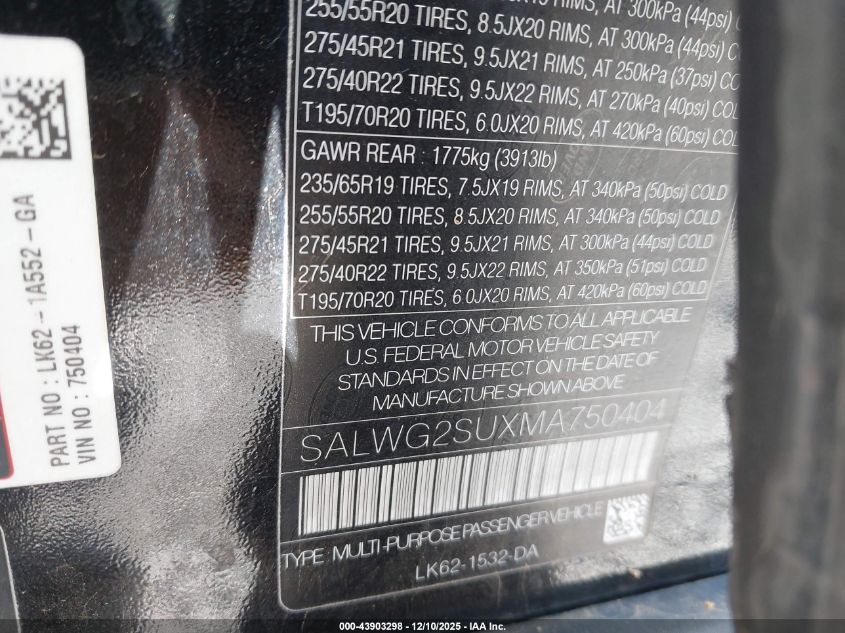 RIMS, AT 300kPa (44psi)
255/55R20 TIRES, 8.5JX20 RIMS, AT 300kPa (44psi) C
275/45R21 TIRES, 9.5JX21 RIMS, AT 250kPa (37psi) CO
275/40R22 TIRES, 9.5JX22 RIMS, AT 270kPa (40psi) COL
T195/70R20 TIRES, 6.0JX20 RIMS, AT 420kPa (60psi) COL
GAWR REAR : 1775kg (3913lb)
235/65R19 TIRES, 7.5JX19 RIMS, AT 340kPa (50psi) COLD
255/55R20 TIRES, 8.5JX20 RIMS, AT 340kPa (50psi) COLD
275/45R21 TIRES, 9.5JX21 RIMS, AT 300kPa (44psi) COLD
275/40R22 TIRES, 9.5JX22 RIMS, AT 350kPa (51psi) COLD
T195/70R20 TIRES, 6.0JX20 RIMS, AT 420kPa (60psi) COLD
THIS VEHICLE CONFORMS TO ALL APPLICABLE
U.S. FEDERAL MOTOR VEHICLE SAFETY
STANDARDS IN EFFECT ON THE DATE OF
MANUFACTURE SHOWN ABOVE
SALWG2SUXMA750404
TYPE MULTI-PURPOSE PASSENGER VEHICLE
LK62-1532-DA
PART NO : LK62-1A552-GA
VIN NO : 750404
000-43903298 - 12/10/2025 - IAA Inc.